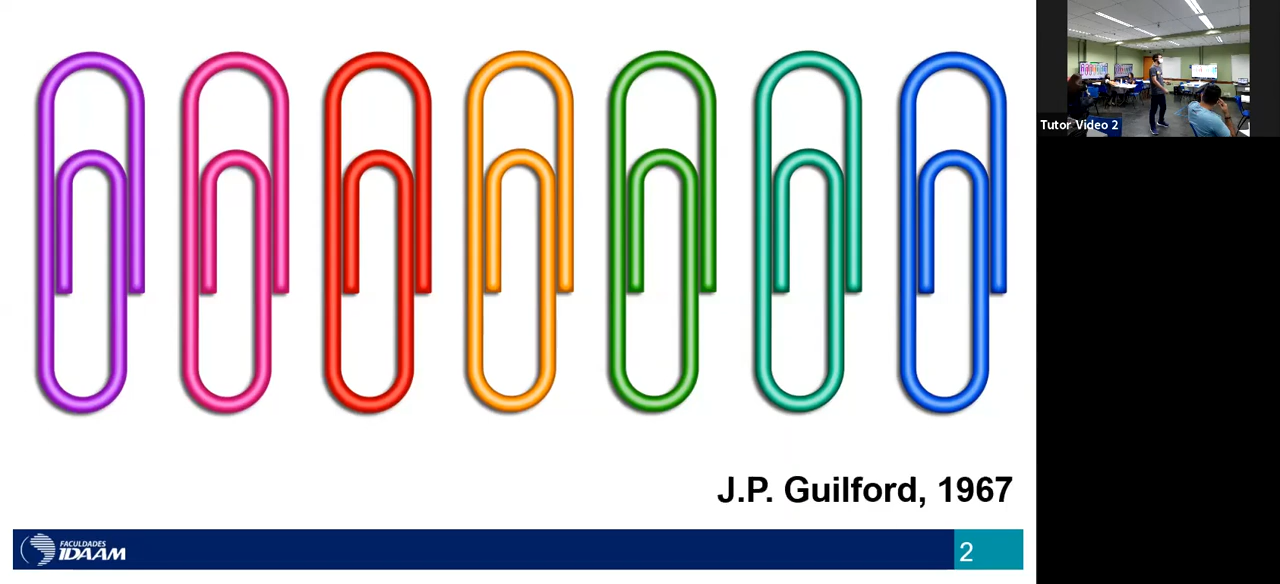 Tutor Video 2
J.P. Guilford, 1967
FACULDADES
IDAAM
2